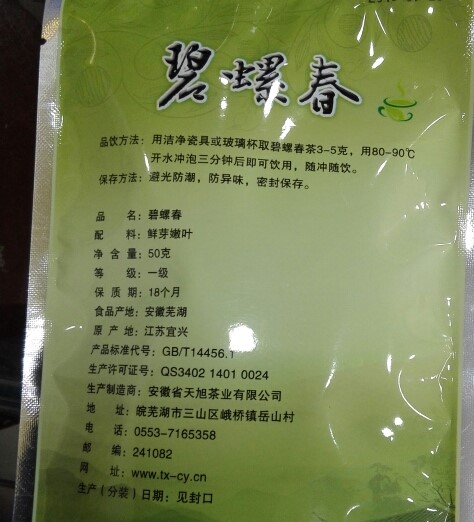 碧螺春
品饮方法：用洁净瓷具或玻璃杯取碧螺春茶3-5克，用80-90℃
开水冲泡三分钟后即可饮用，随冲随饮。
保存方法：避光防潮，防异味，密封保存。
品 名：碧螺春
配 料：鲜芽嫩叶
净 含 量：50克
等 级：一级
保 质 期：18个月
食品产地：安徽芜湖
原 产 地：江苏宜兴
产品标准代号：GB/T14456.1
生产许可证号：QS3402 1401 0024
生产制造商：安徽省天旭茶业有限公司
地 址：皖芜湖市三山区峨桥镇岳山村
电 话：0553-7165358
邮 编：241082
网 址：www.tx-cy.cn
生产（分装）日期：见封口